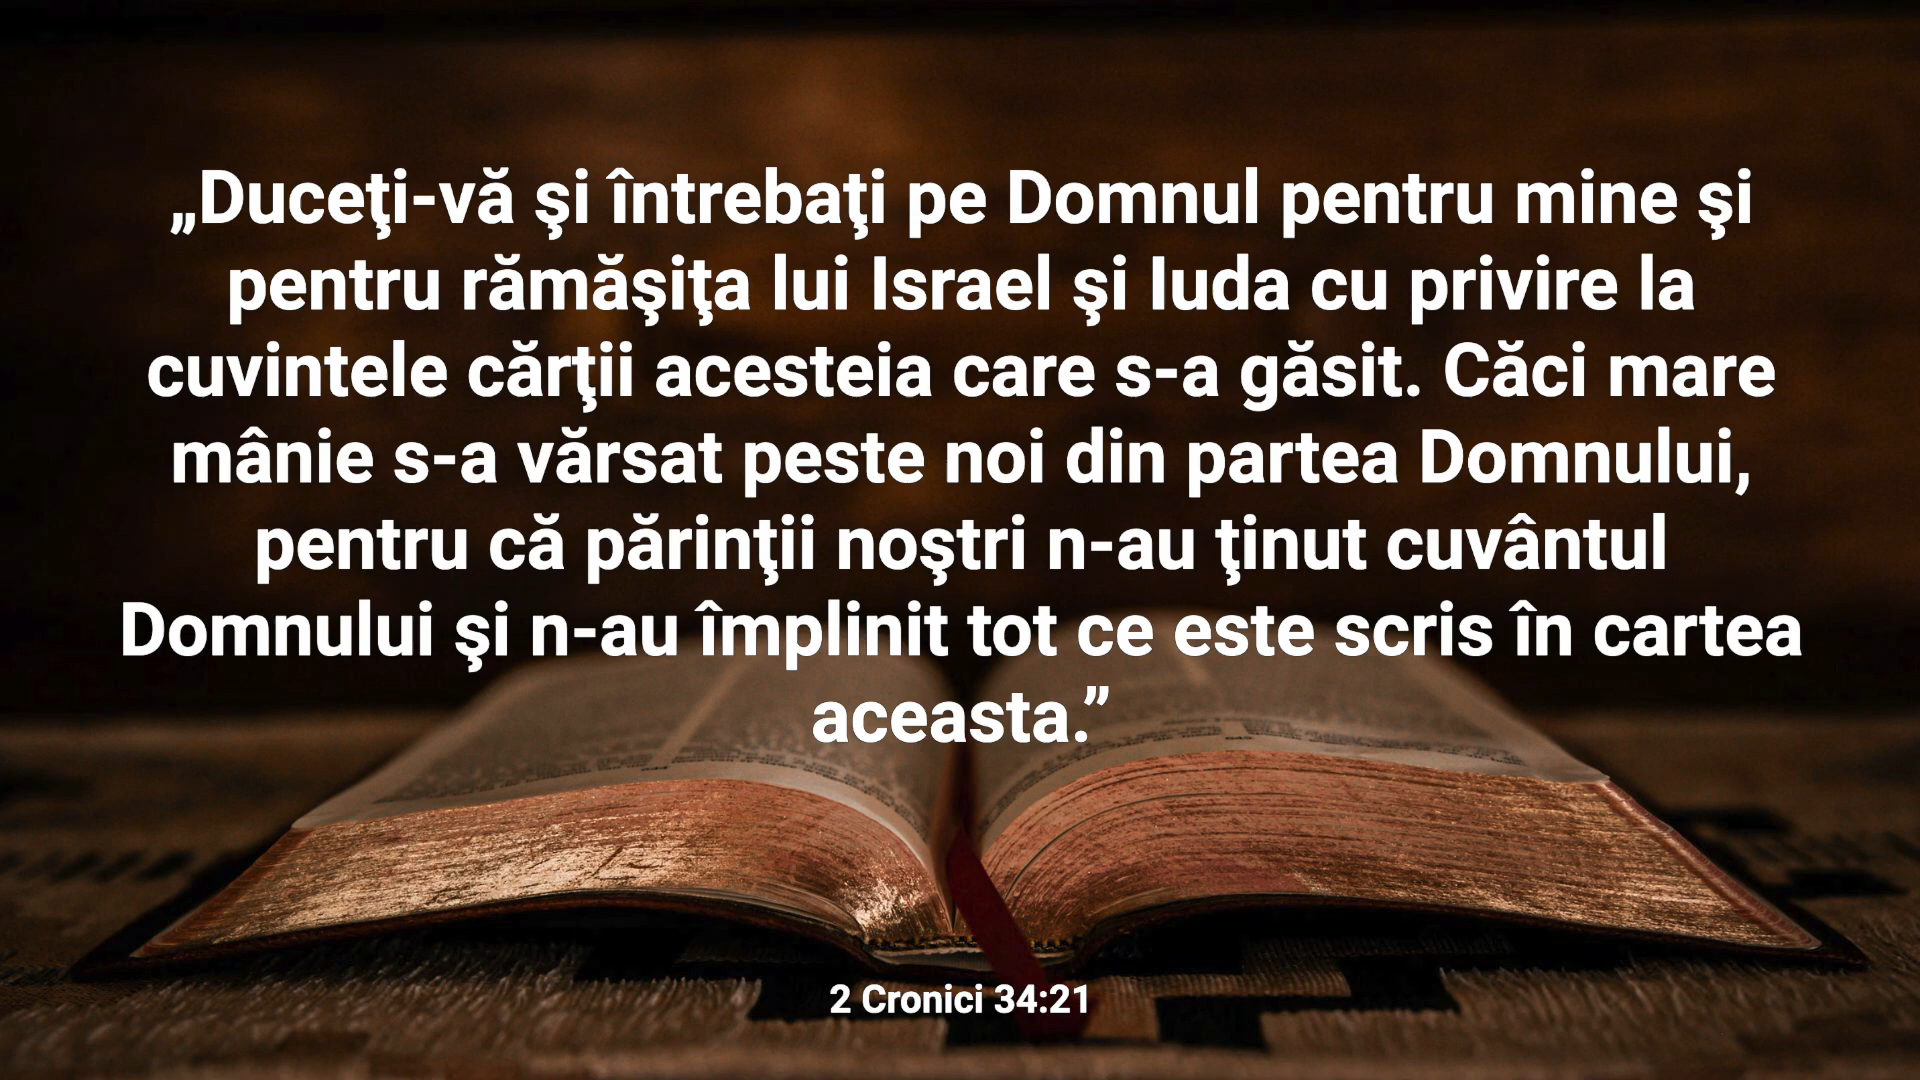 „Duceţi-vă şi întrebaţi pe Domnul pentru mine şi
pentru rămăşiţa lui Israel şi Iuda cu privire la
cuvintele cărţii acesteia care s-a găsit. Căci mare
mânie s-a vărsat peste noi din partea Domnului,
pentru că părinţii noştri n-au ţinut cuvântul
Domnului şi n-au împlinit tot ce este scris în cartea
aceasta.”
2 Cronici 34:21